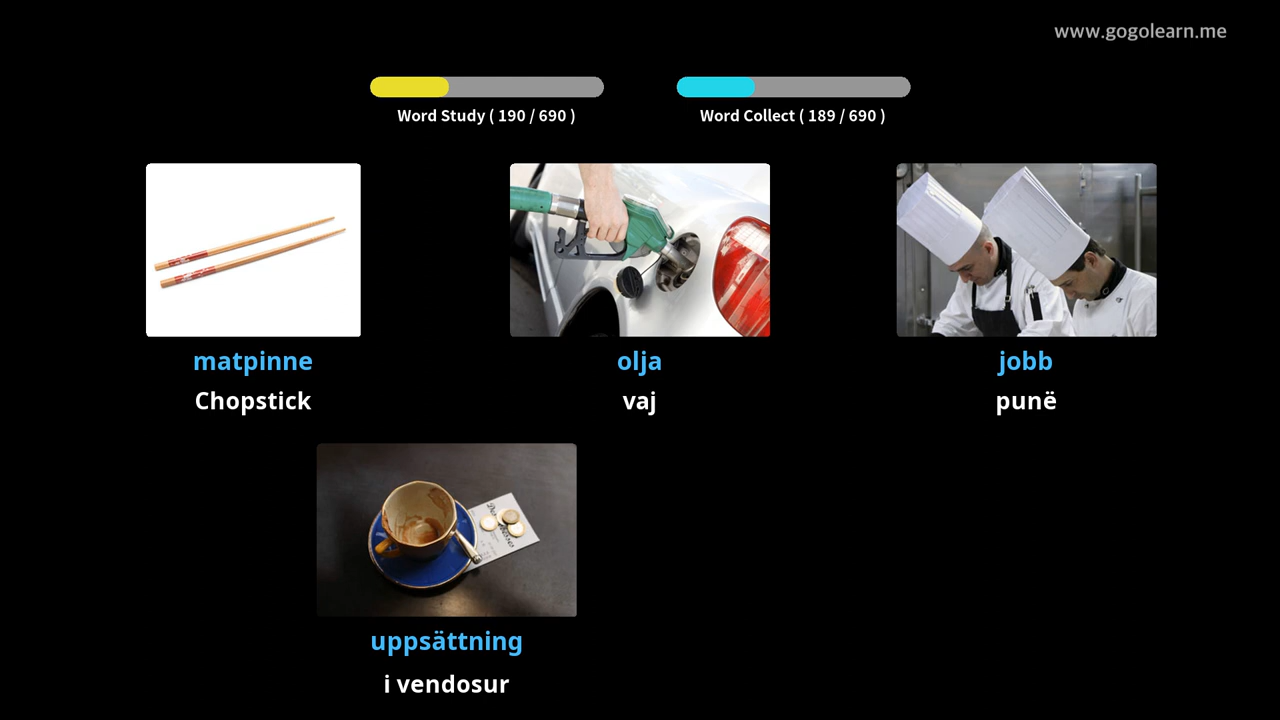 www.gogolearn.me
Word Study ( 190 / 690 )
Word Collect ( 189 / 690 )
matpinne
olja
jobb
Chopstick
vaj
punë
uppsättning
i vendosur